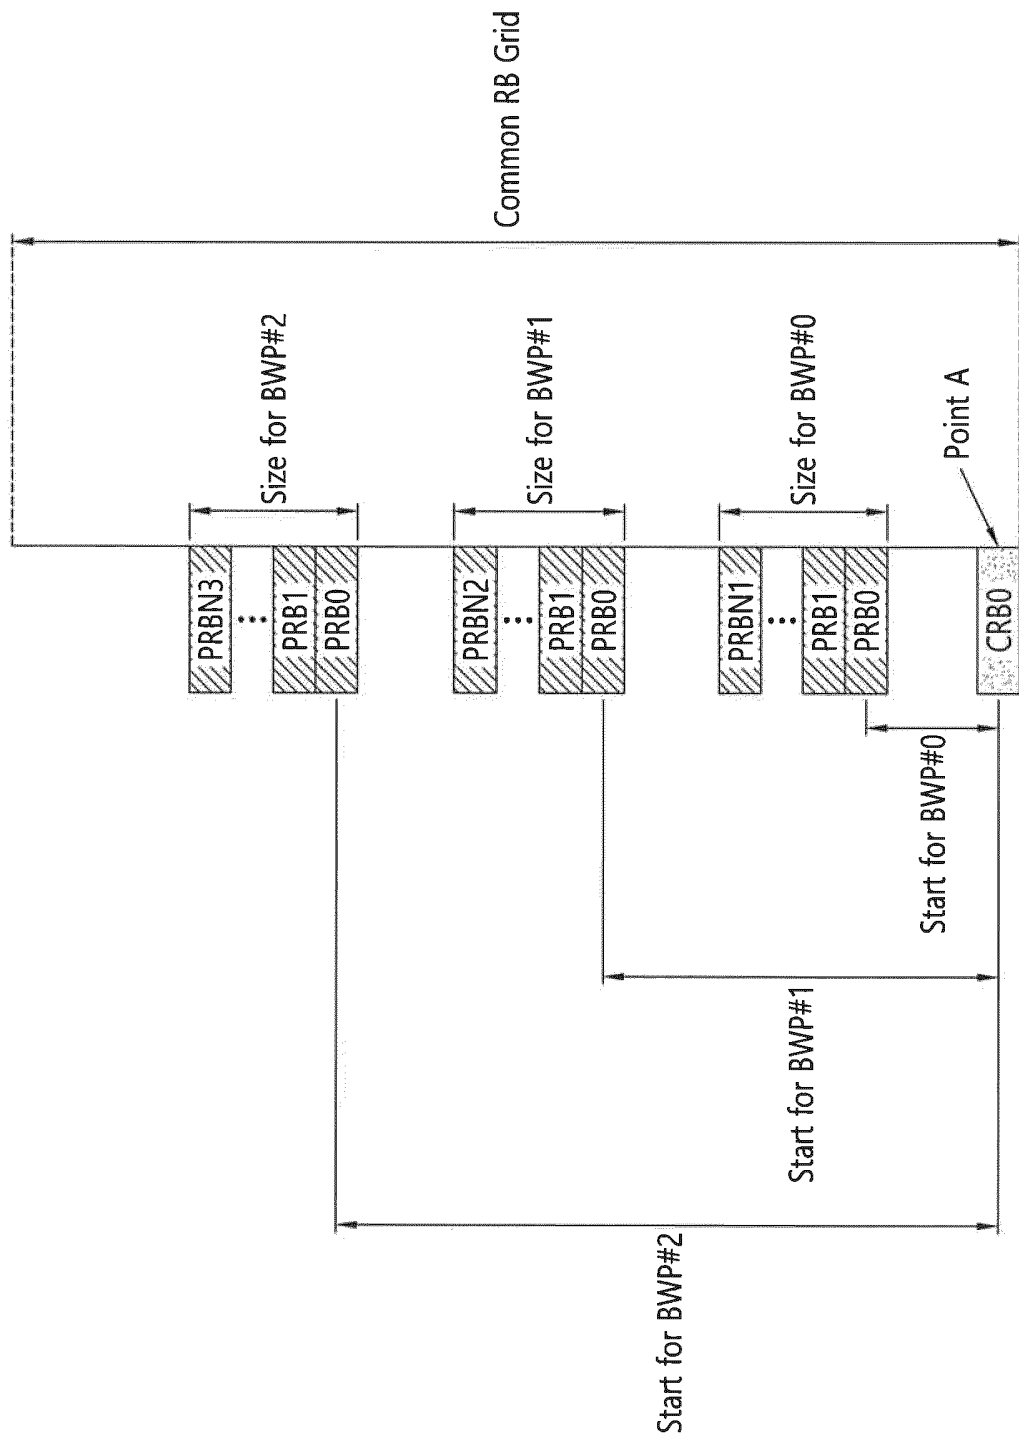 Common RB Grid
Size for BWP#2
Size for BWP#1
Size for BWP#0
Point A
PRBN3
PRB1
PRB0
PRBN2
PRB1
PRB0
PRBN1
PRB1
PRB0
CRB0
Start for BWP#0
Start for BWP#1
Start for BWP#2